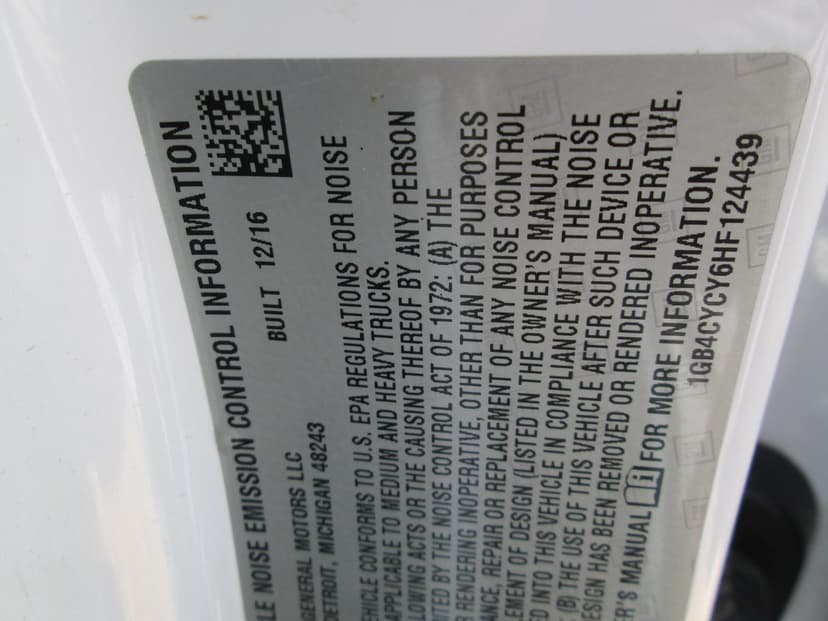 LE NOISE EMISSION CONTROL INFORMATION
GENERAL MOTORS LLC BUILT 12/16
DETROIT, MICHIGAN 48243
EHICLE CONFORMS TO U.S. EPA REGULATIONS FOR NOISE
APPLICABLE TO MEDIUM AND HEAVY TRUCKS.
LOWING ACTS OR THE CAUSING THEREOF BY ANY PERSON
ITED BY THE NOISE CONTROL ACT OF 1972: (A) THE
R RENDERING INOPERATIVE, OTHER THAN FOR PURPOSES
ANCE, REPAIR OR REPLACEMENT OF ANY NOISE CONTROL
LEMENT OF DESIGN (LISTED IN THE OWNER'S MANUAL)
D INTO THIS VEHICLE IN COMPLIANCE WITH THE NOISE
(B) THE USE OF THIS VEHICLE AFTER SUCH DEVICE OR
ESIGN HAS BEEN REMOVED OR RENDERED INOPERATIVE.
R'S MANUAL i FOR MORE INFORMATION.
1GB4CYCY6HF124439